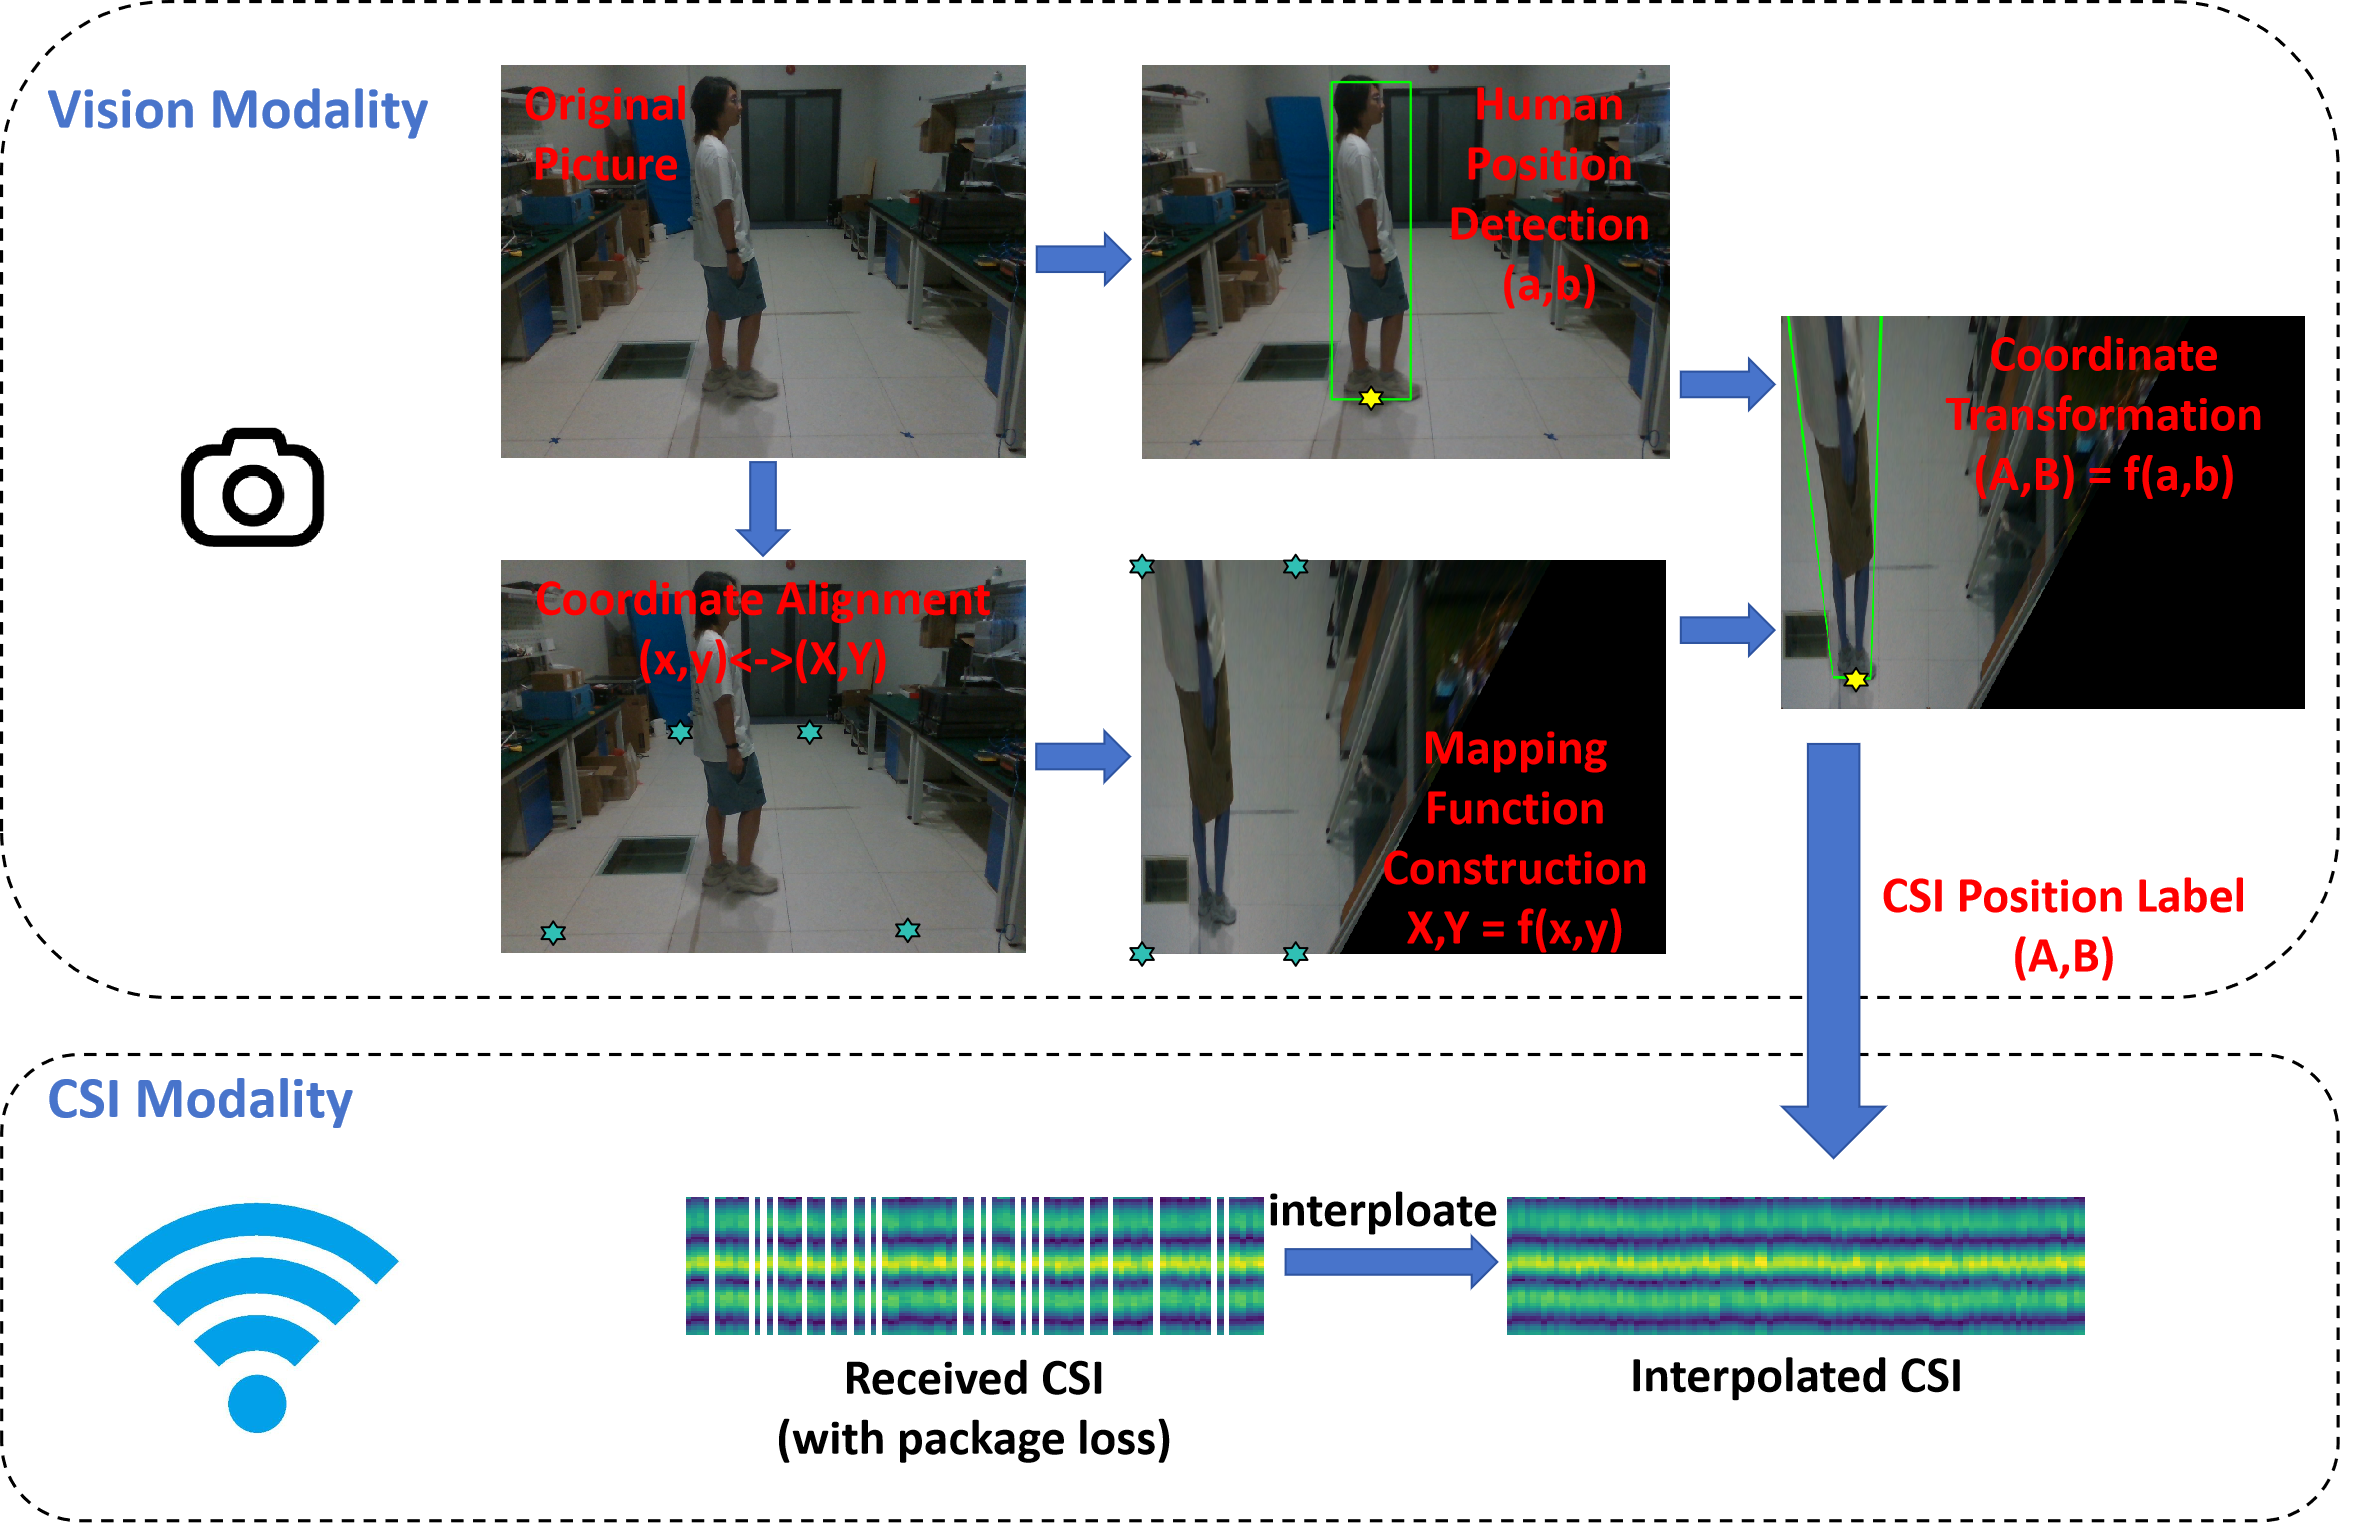 Vision Modality
Original
Picture
Human
Position
Detection
(a,b)
Coordinate
Transformation
(A,B) = f(a,b)
Coordinate Alignment
(x,y)<->(X,Y)
Mapping
Function
Construction
X,Y = f(x,y)
CSI Position Label
(A,B)
CSI Modality
interploate
Received CSI
(with package loss)
Interpolated CSI